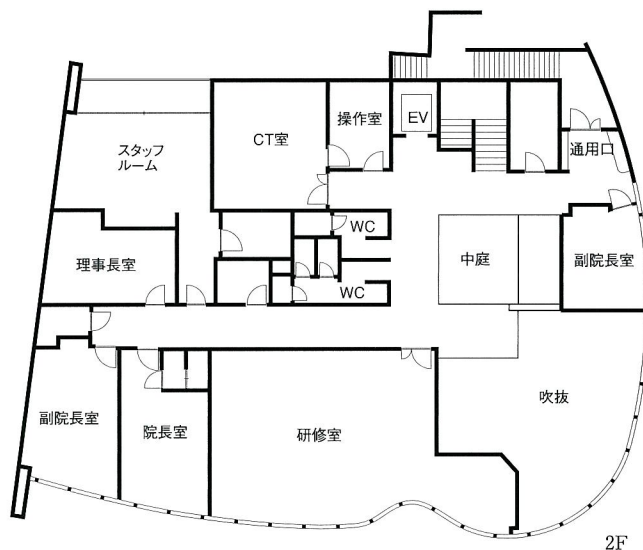 操作室
EV
CT室
スタッフ
ルーム
通用口
WC
理事長室
中庭
副院長室
WC
吹抜
副院長室
院長室
研修室
2F